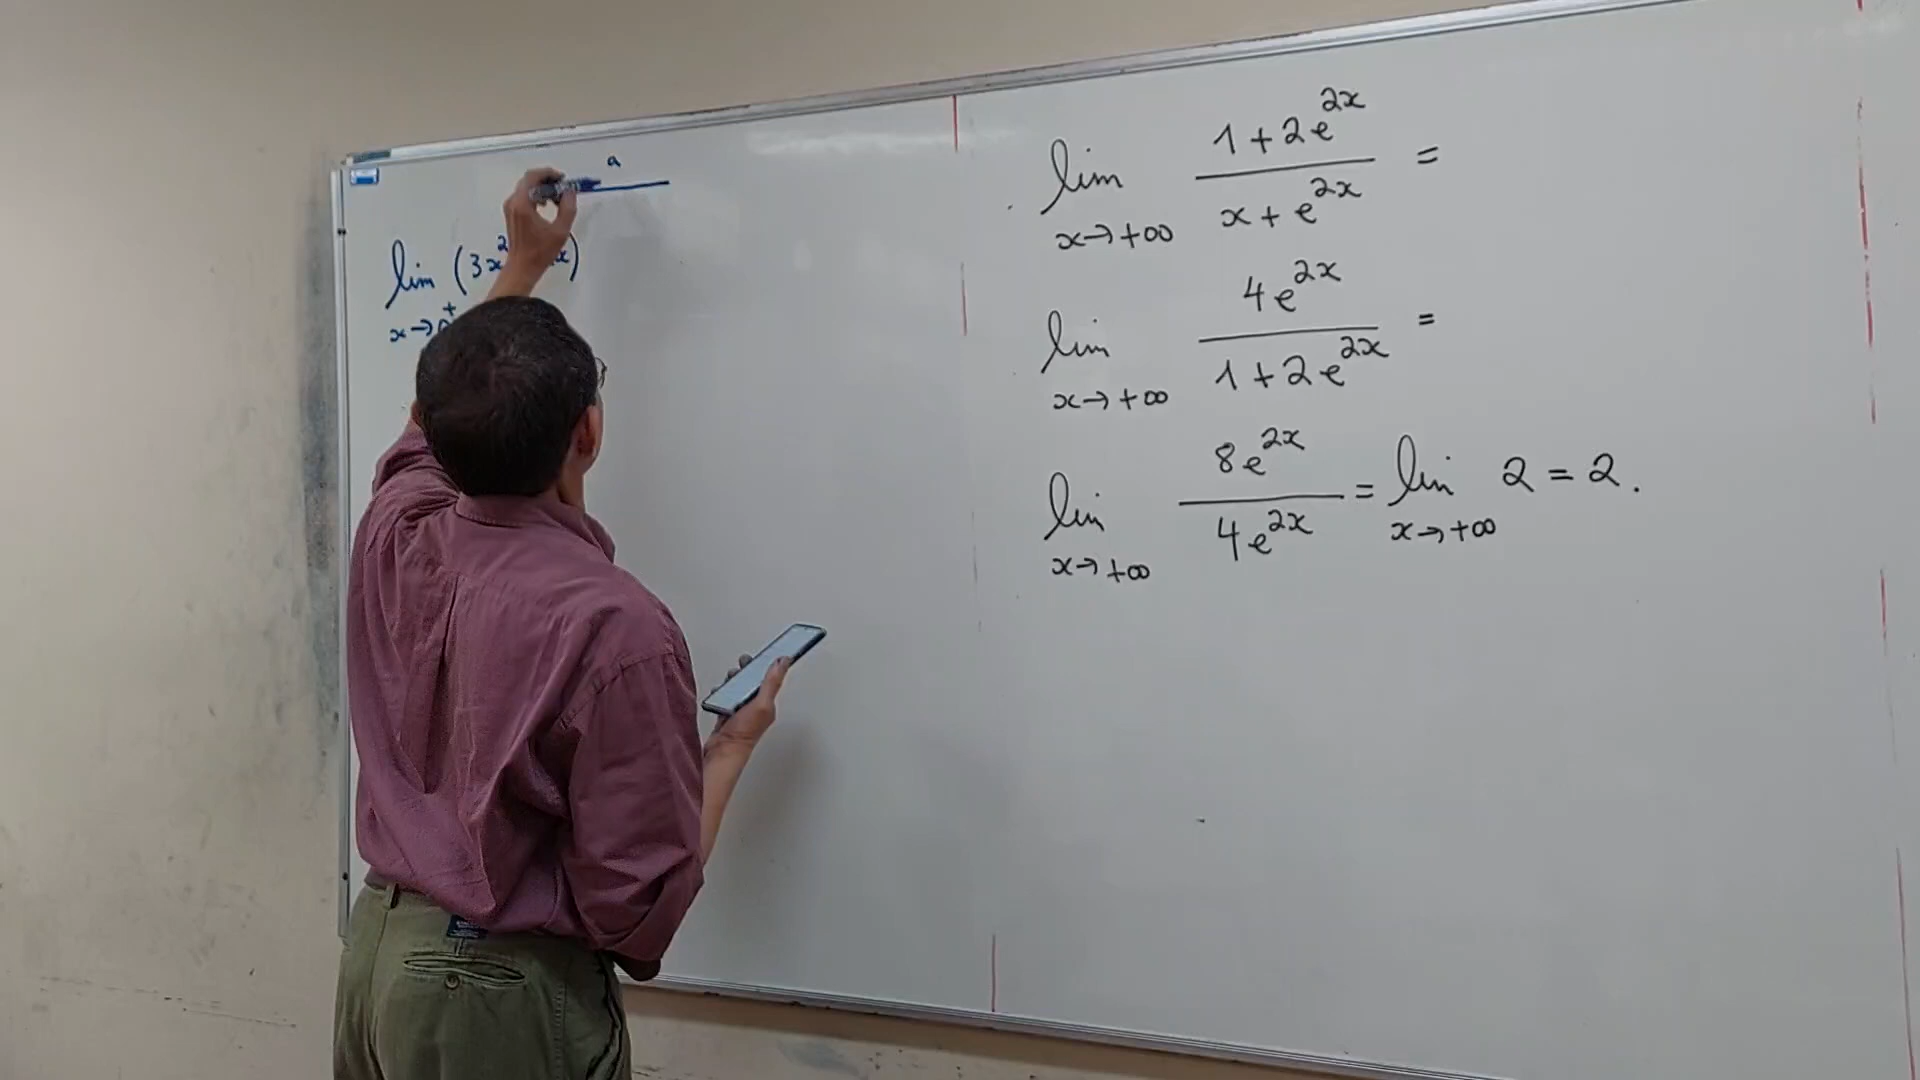 a
lim (3x² x)
x→0⁺
lim (1+2e^{2x})/(x+e^{2x}) =
x→+∞
lim 4e^{2x}/(1+2e^{2x}) =
x→+∞
lim 8e^{2x}/4e^{2x} = lim 2 = 2.
x→+∞ x→+∞